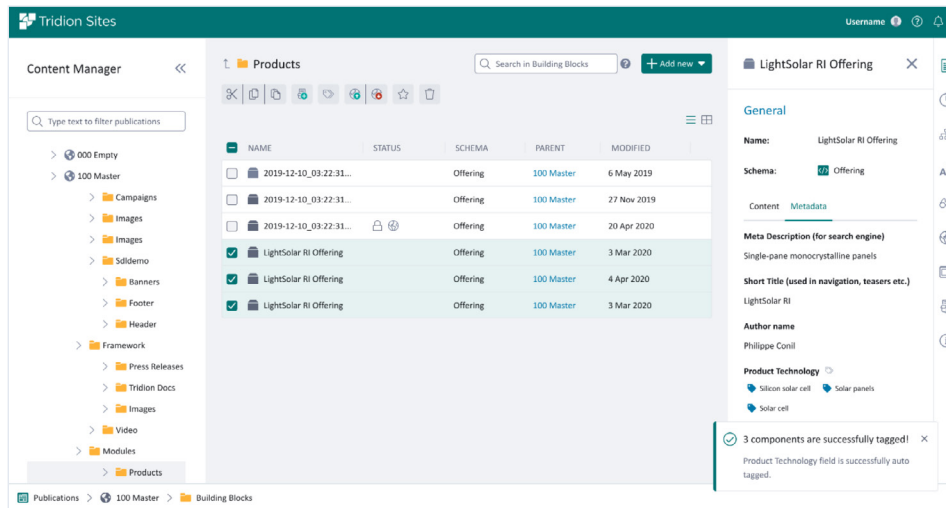 Tridion Sites
Username
Content Manager
Type text to filter publications
000 Empty
100 Master
Campaigns
Images
Images
Sdldemo
Banners
Footer
Header
Framework
Press Releases
Tridion Docs
Images
Video
Modules
Products
Products
Search in Building Blocks
Add new
NAME STATUS SCHEMA PARENT MODIFIED
2019-12-10_03:22:31... Offering 100 Master 6 May 2019
2019-12-10_03:22:31... Offering 100 Master 27 Nov 2019
2019-12-10_03:22:31... Offering 100 Master 20 Apr 2020
LightSolar RI Offering Offering 100 Master 3 Mar 2020
LightSolar RI Offering Offering 100 Master 4 Apr 2020
LightSolar RI Offering Offering 100 Master 3 Mar 2020
LightSolar RI Offering
General
Name: LightSolar RI Offering
Schema: Offering
Content Metadata
Meta Description (for search engine)
Single-pane monocrystalline panels
Short Title (used in navigation, teasers etc.)
LightSolar RI
Author name
Philippe Conil
Product Technology
Silicon solar cell Solar panels
Solar cell
3 components are successfully tagged!
Product Technology field is successfully auto
tagged.
Publications > 100 Master > Building Blocks